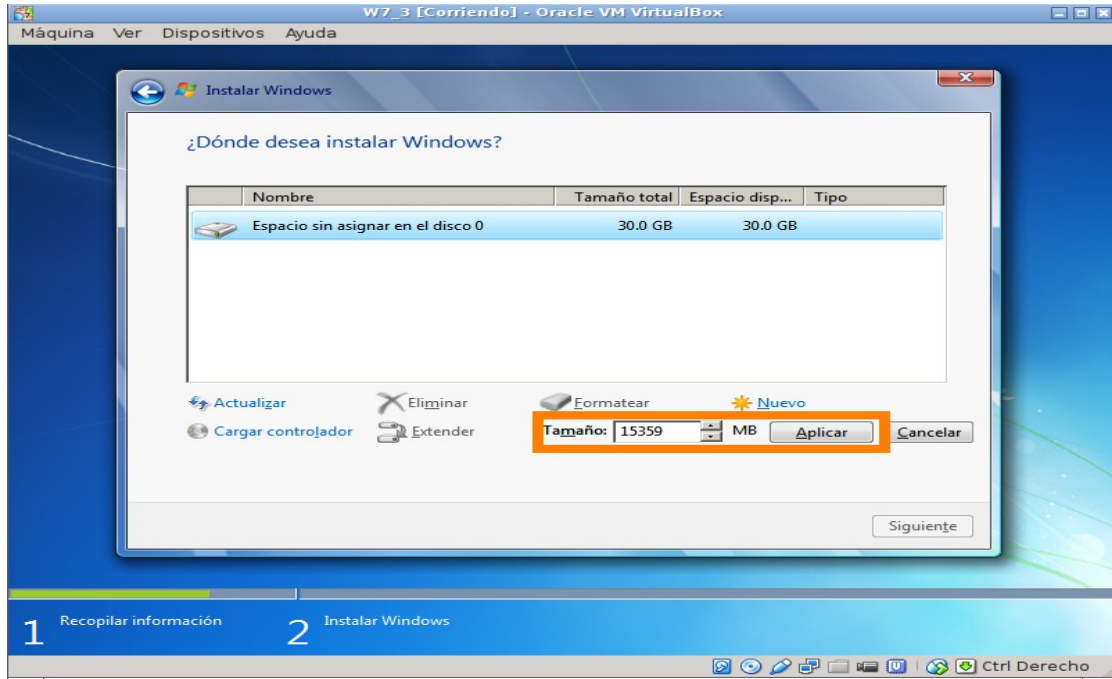 W7_3 [Corriendo] - Oracle VM VirtualBox
Máquina Ver Dispositivos Ayuda
Instalar Windows
¿Dónde desea instalar Windows?
Nombre Tamaño total Espacio disp... Tipo
Espacio sin asignar en el disco 0 30.0 GB 30.0 GB
Actualizar Eliminar Formatear Nuevo
Cargar controlador Extender Tamaño: 15359 MB Aplicar Cancelar
Siguiente
1 Recopilar información 2 Instalar Windows
Ctrl Derecho